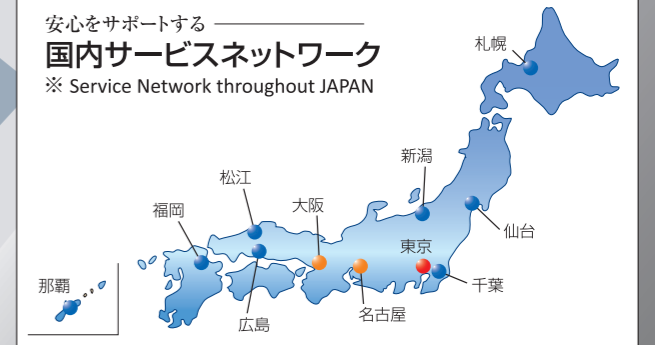 安心をサポートする
国内サービスネットワーク
※ Service Network throughout JAPAN
札幌
新潟
松江
大阪
福岡
仙台
東京
那覇
千葉
名古屋
広島